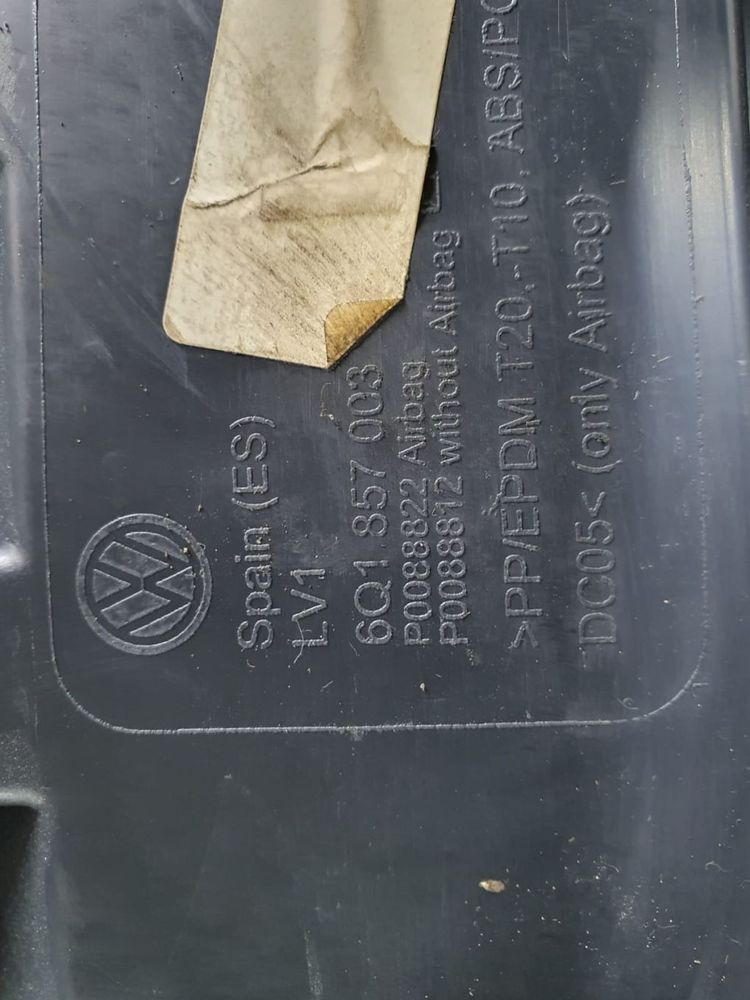 Spain (ES)
LV1
6Q1 857 003
P0088822 Airbag
P0088812 without Airbag
>PP/EPDM T20,-T10, ABS/PC
DC05< (only Airbag)